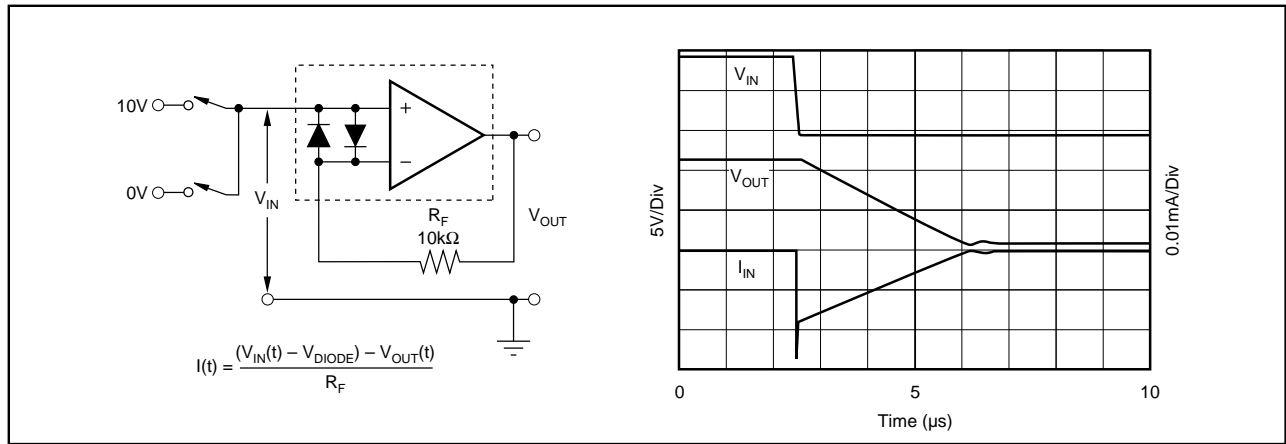 10V
0V
V_IN
+
−
R_F
10kΩ
V_OUT
I(t) = (V_IN(t) – V_DIODE) – V_OUT(t)
R_F
5V/Div
V_IN
V_OUT
I_IN
0.01mA/Div
0
5
10
Time (µs)